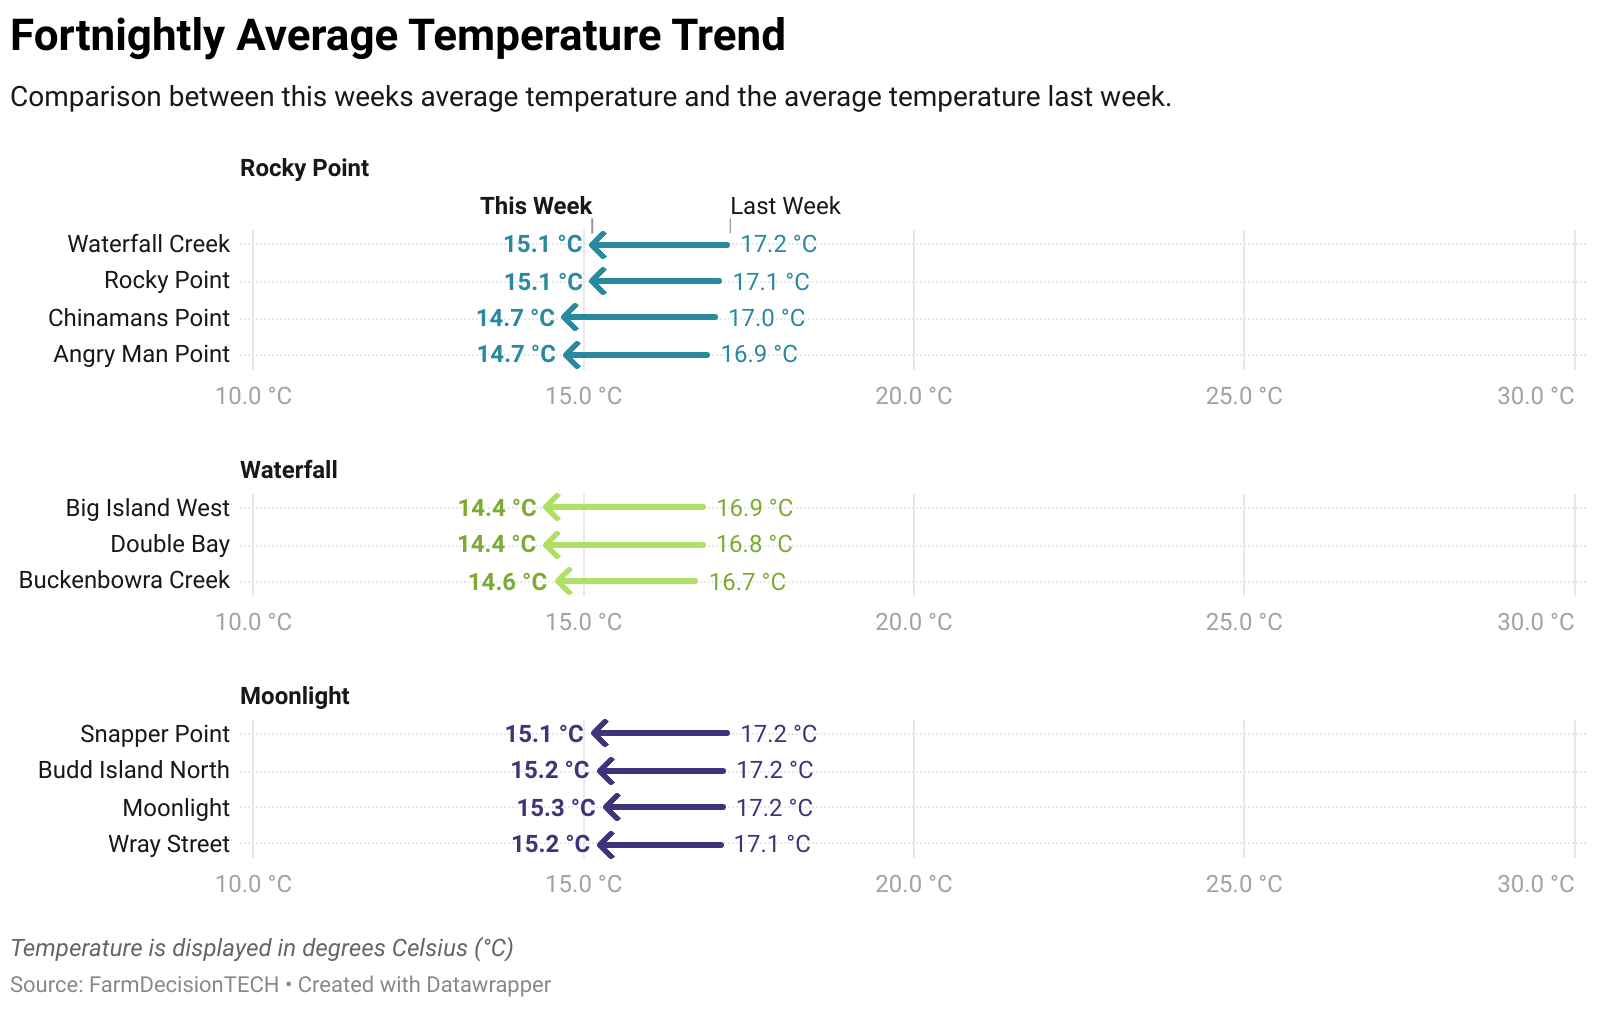 Fortnightly Average Temperature Trend
Comparison between this weeks average temperature and the average temperature last week.
Rocky Point
This Week Last Week
Waterfall Creek 15.1 °C 17.2 °C
Rocky Point 15.1 °C 17.1 °C
Chinamans Point 14.7 °C 17.0 °C
Angry Man Point 14.7 °C 16.9 °C
10.0 °C 15.0 °C 20.0 °C 25.0 °C 30.0 °C
Waterfall
Big Island West 14.4 °C 16.9 °C
Double Bay 14.4 °C 16.8 °C
Buckenbowra Creek 14.6 °C 16.7 °C
10.0 °C 15.0 °C 20.0 °C 25.0 °C 30.0 °C
Moonlight
Snapper Point 15.1 °C 17.2 °C
Budd Island North 15.2 °C 17.2 °C
Moonlight 15.3 °C 17.2 °C
Wray Street 15.2 °C 17.1 °C
10.0 °C 15.0 °C 20.0 °C 25.0 °C 30.0 °C
Temperature is displayed in degrees Celsius (°C)
Source: FarmDecisionTECH • Created with Datawrapper